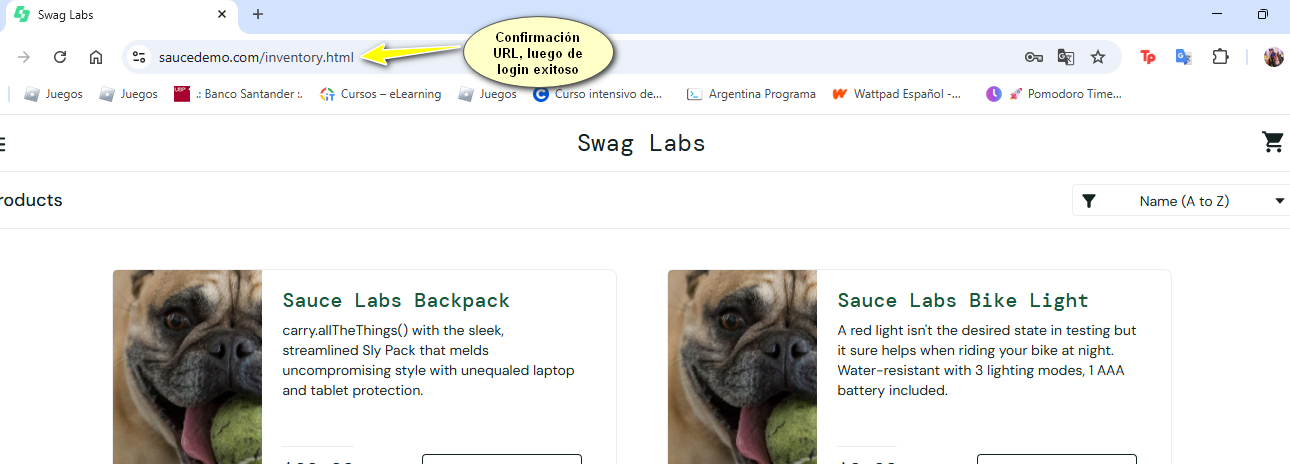 Swag Labs
saucedemo.com/inventory.html
Confirmación
URL, luego de
login exitoso
Juegos
Juegos
.: Banco Santander :.
Cursos – eLearning
Juegos
Curso intensivo de...
Argentina Programa
Wattpad Español -...
🚀 Pomodoro Time...
Swag Labs
roducts
Name (A to Z)
Sauce Labs Backpack
carry.allTheThings() with the sleek,
streamlined Sly Pack that melds
uncompromising style with unequaled laptop
and tablet protection.
Sauce Labs Bike Light
A red light isn't the desired state in testing but
it sure helps when riding your bike at night.
Water-resistant with 3 lighting modes, 1 AAA
battery included.